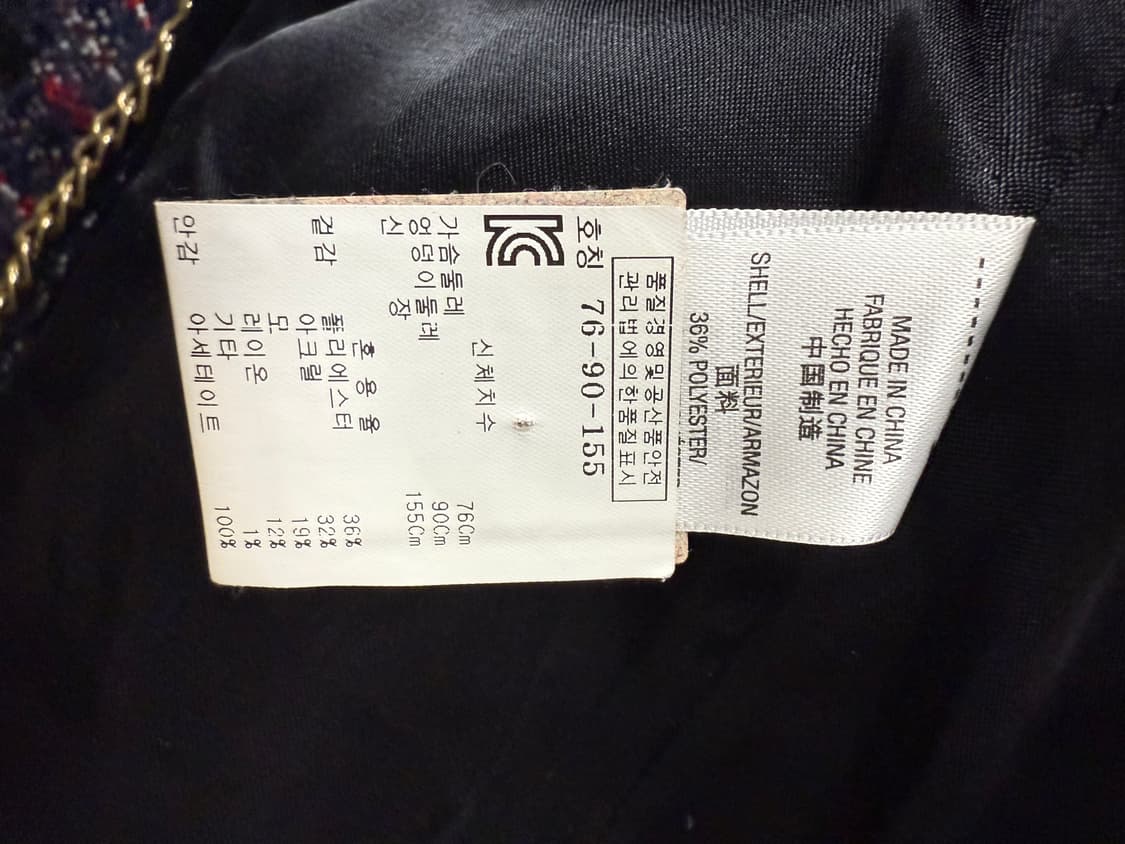 MADE IN CHINA
FABRIQUE EN CHINE
HECHO EN CHINA
中国制造
SHELL/EXTERIEUR/ARMAZON
面料
36% POLYESTER/
품질경영및공산품안전
관리법에의한품질표시
호칭 76-90-155
KC
신체치수
가슴둘레 76Cm
엉덩이둘레 90Cm
신 장 155Cm
혼 용 율
겉감 폴리에스터 36%
아크릴 32%
모 19%
레이온 12%
기타 1%
안감 아세테이트 100%